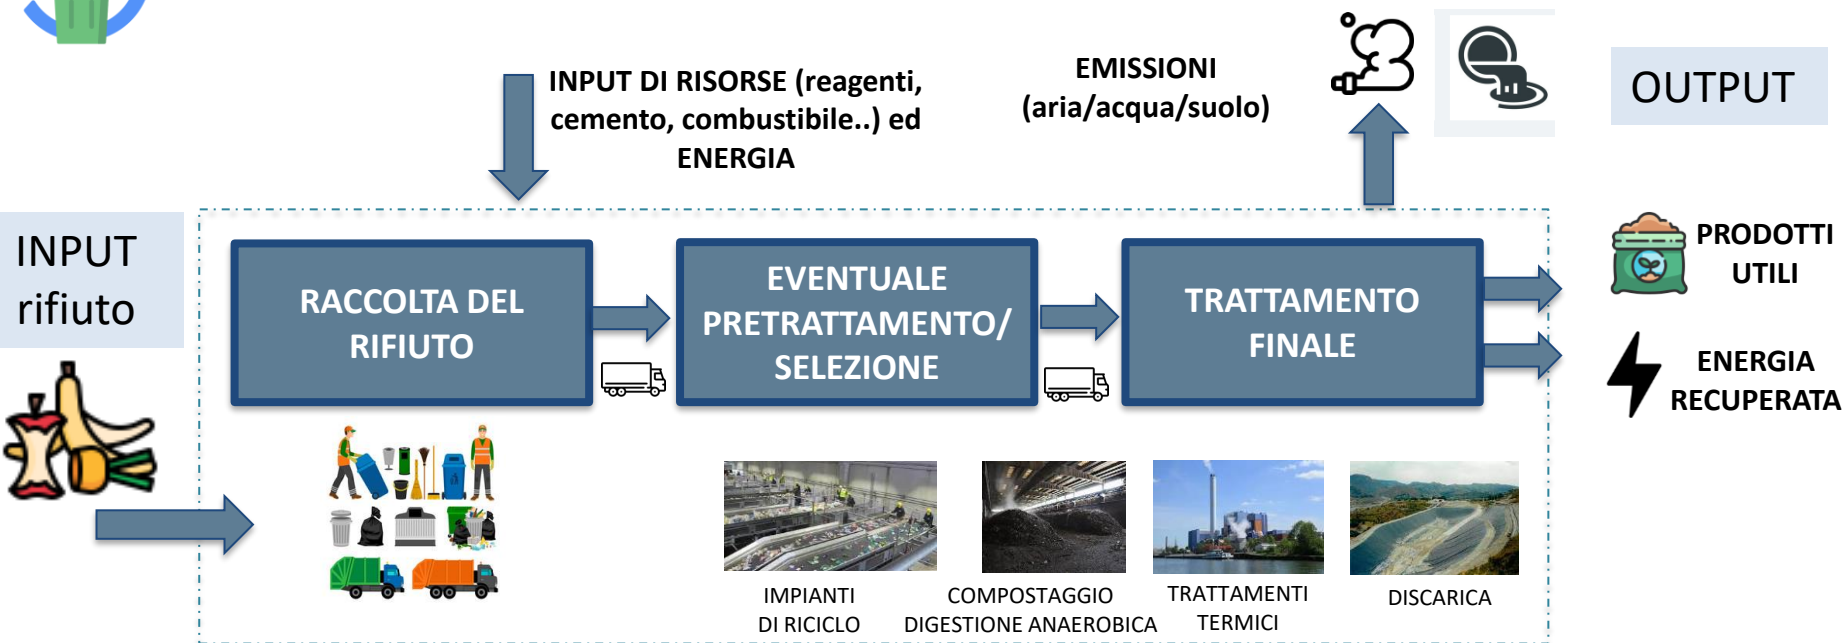 INPUT DI RISORSE (reagenti,
cemento, combustibile..) ed
ENERGIA
EMISSIONI
(aria/acqua/suolo)
OUTPUT
INPUT
rifiuto
RACCOLTA DEL
RIFIUTO
EVENTUALE
PRETRATTAMENTO/
SELEZIONE
TRATTAMENTO
FINALE
PRODOTTI
UTILI
ENERGIA
RECUPERATA
IMPIANTI
DI RICICLO
COMPOSTAGGIO
DIGESTIONE ANAEROBICA
TRATTAMENTI
TERMICI
DISCARICA